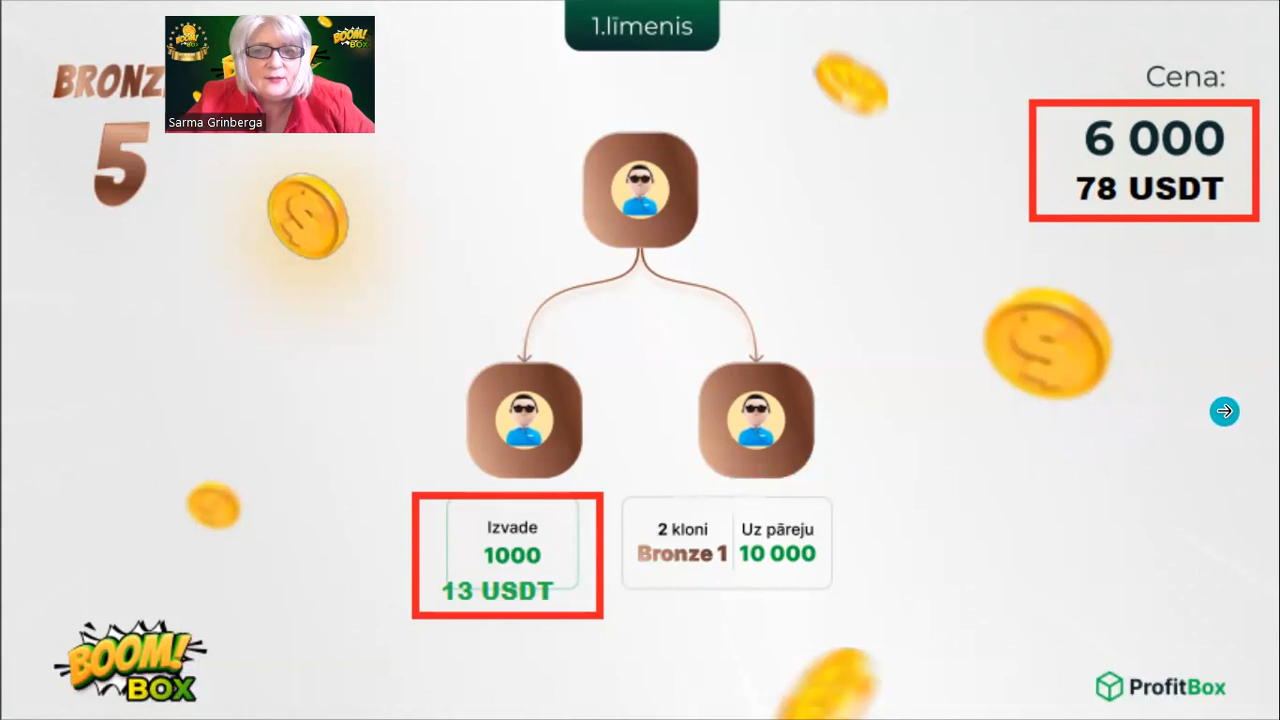 1.līmenis
BRONZ
5
BOOM!
BOX
Sarma Grinberga
Cena:
6 000
78 USDT
Izvade
1000
13 USDT
2 kloni
Bronze 1
Uz pāreju
10 000
BOOM!
BOX
ProfitBox